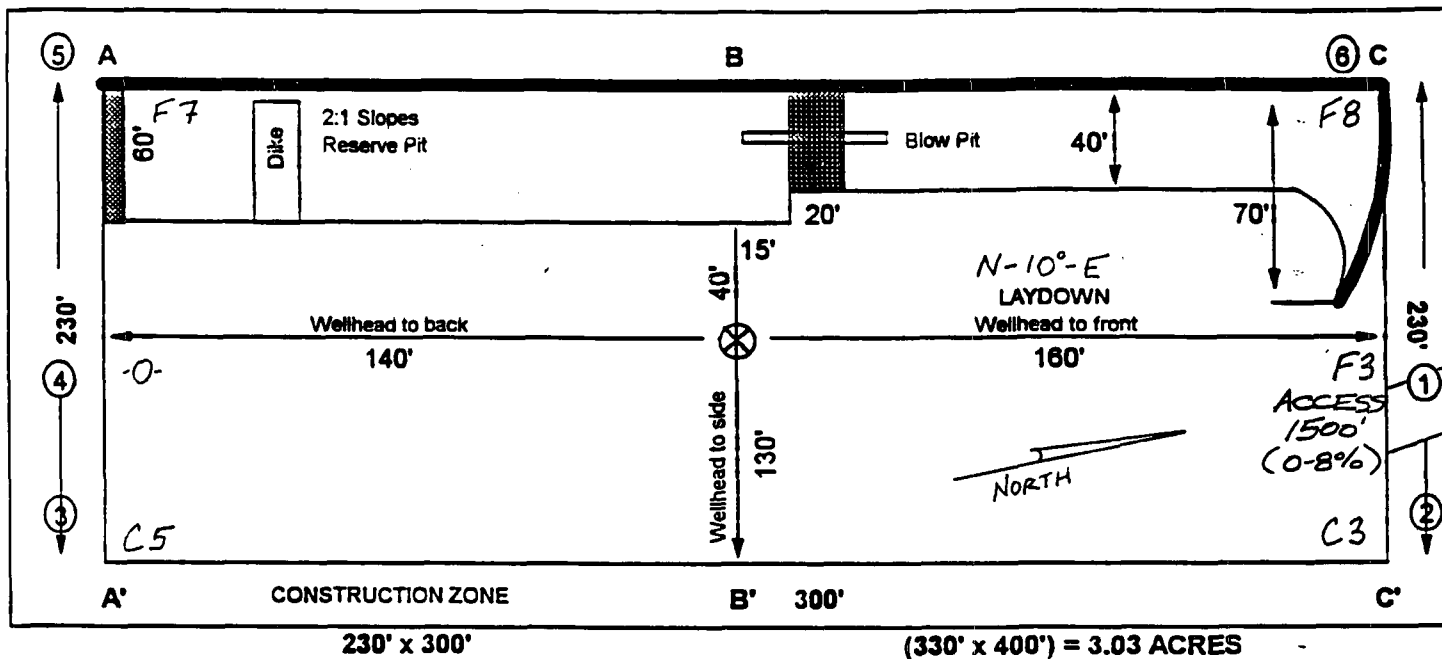 5 A B 6 C
F7 2:1 Slopes F8
60' Dike Reserve Pit Blow Pit 40'
20' 70'
15'
40' N-10°-E
LAYDOWN
230' Wellhead to back Wellhead to front 230'
140' 160'
4 -0- F3 1
ACCESS
1500'
(0-8%)
Wellhead to side 130'
NORTH
3 C5 C3 2
A' CONSTRUCTION ZONE B' 300' C'
230' x 300' (330' x 400') = 3.03 ACRES